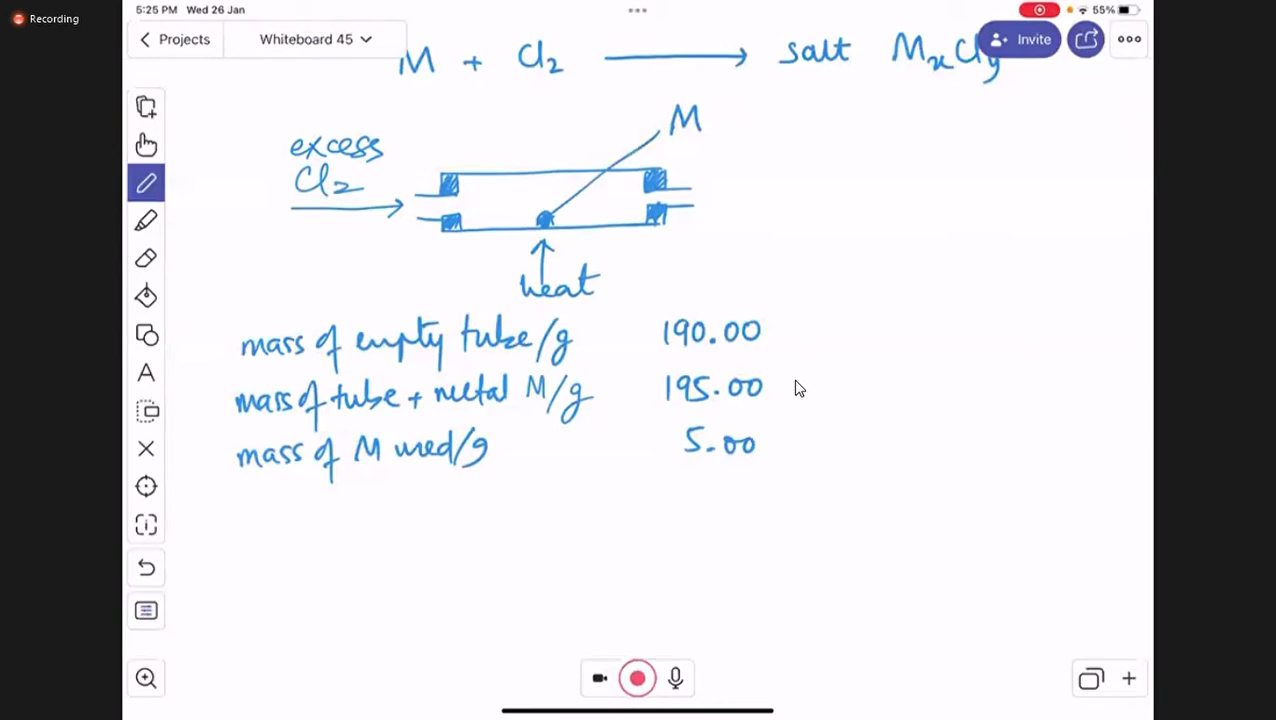 Recording
5:25 PM Wed 26 Jan
55%
Projects
Whiteboard 45
Invite
M + Cl2 → salt MxCly
M
excess
Cl2
heat
mass of empty tube/g 190.00
mass of tube + metal M/g 195.00
mass of M used/g 5.00
A